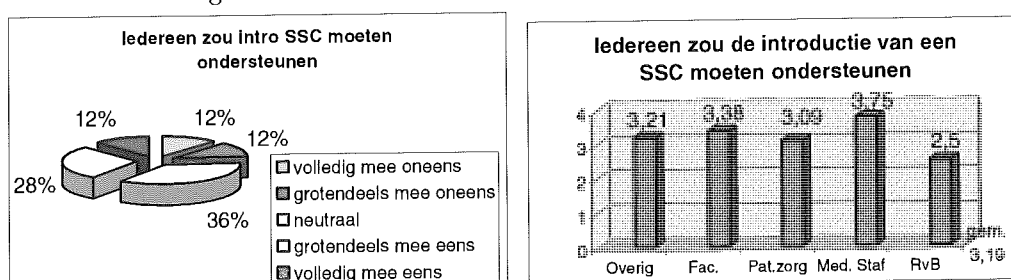 Iedereen zou intro SSC moeten
ondersteunen
12%
12%
12%
28%
36%
volledig mee oneens
grotendeels mee oneens
neutraal
grotendeels mee eens
volledig mee eens
Iedereen zou de introductie van een
SSC moeten ondersteunen
4
3
2
1
0
3,21
3,38
3,09
3,75
2,5
gem.
3,19
Overig
Fac.
Pat.zorg
Med. Staf
RvB